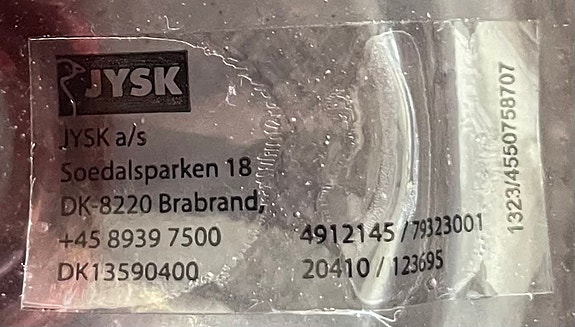 JYSK
JYSK a/s
Soedalsparken 18
DK-8220 Brabrand,
+45 8939 7500
DK13590400
4912145 / 79323001
20410 / 123695
1323/4550758707